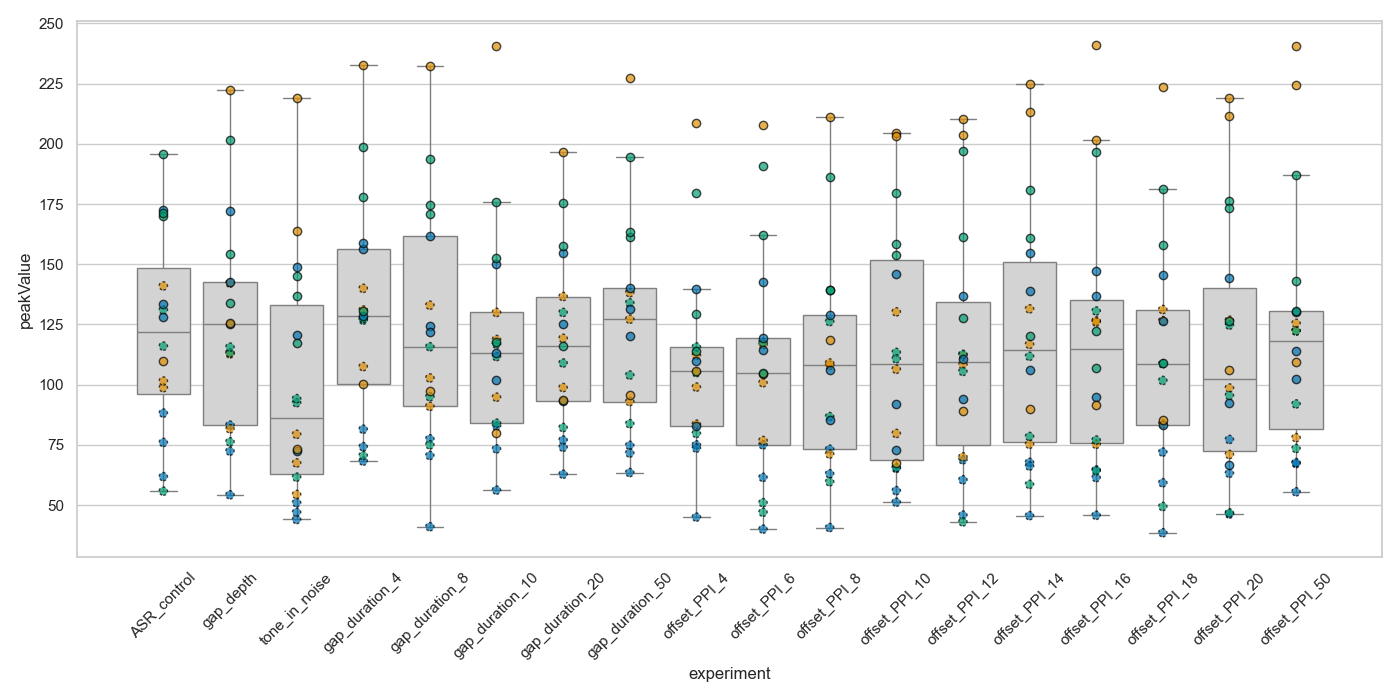 250
225
200
175
150
125
100
75
50
peakValue
ASR_control
gap_depth
tone_in_noise
gap_duration_4
gap_duration_8
gap_duration_10
gap_duration_20
gap_duration_50
offset_PPI_4
offset_PPI_6
offset_PPI_8
offset_PPI_10
offset_PPI_12
offset_PPI_14
offset_PPI_16
offset_PPI_18
offset_PPI_20
offset_PPI_50
experiment